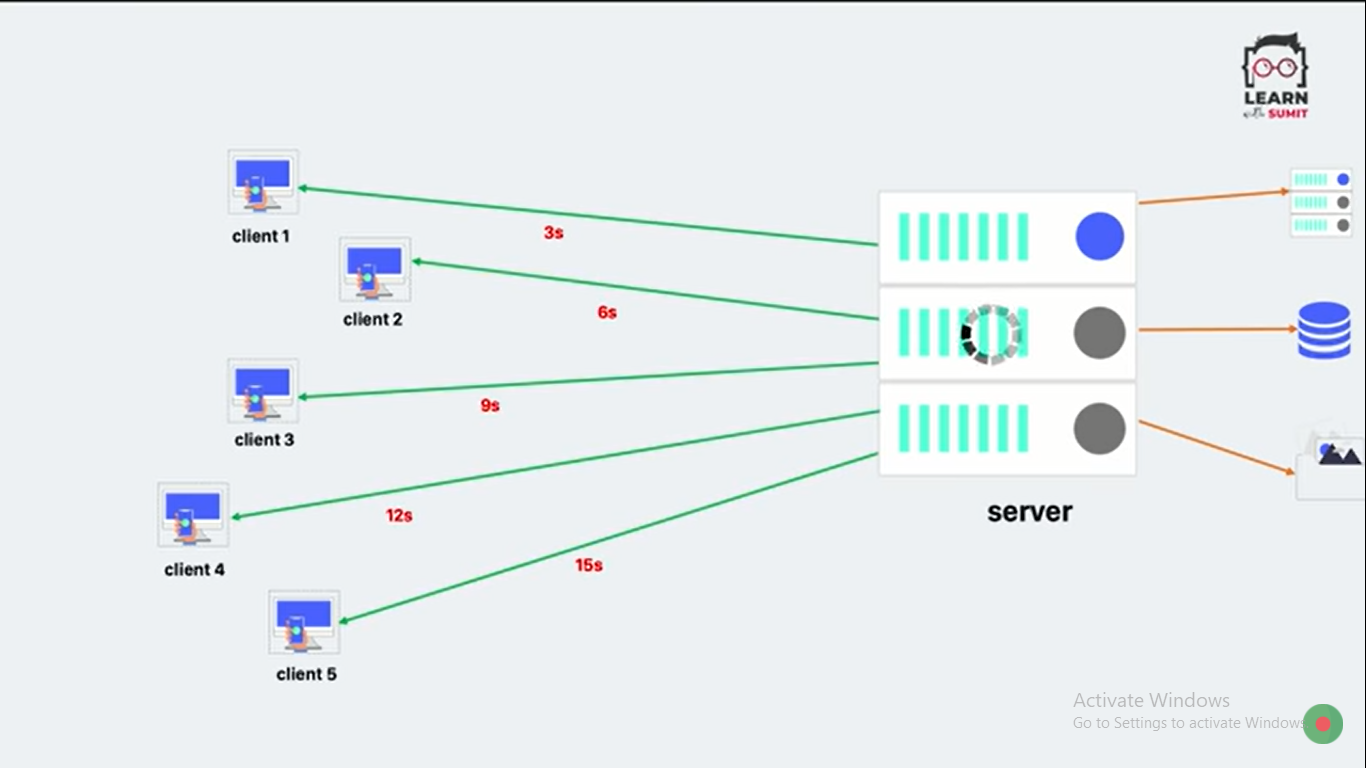 LEARN
with SUMIT
client 1
3s
client 2
6s
client 3
9s
12s
server
client 4
15s
client 5
Activate Windows
Go to Settings to activate Windows